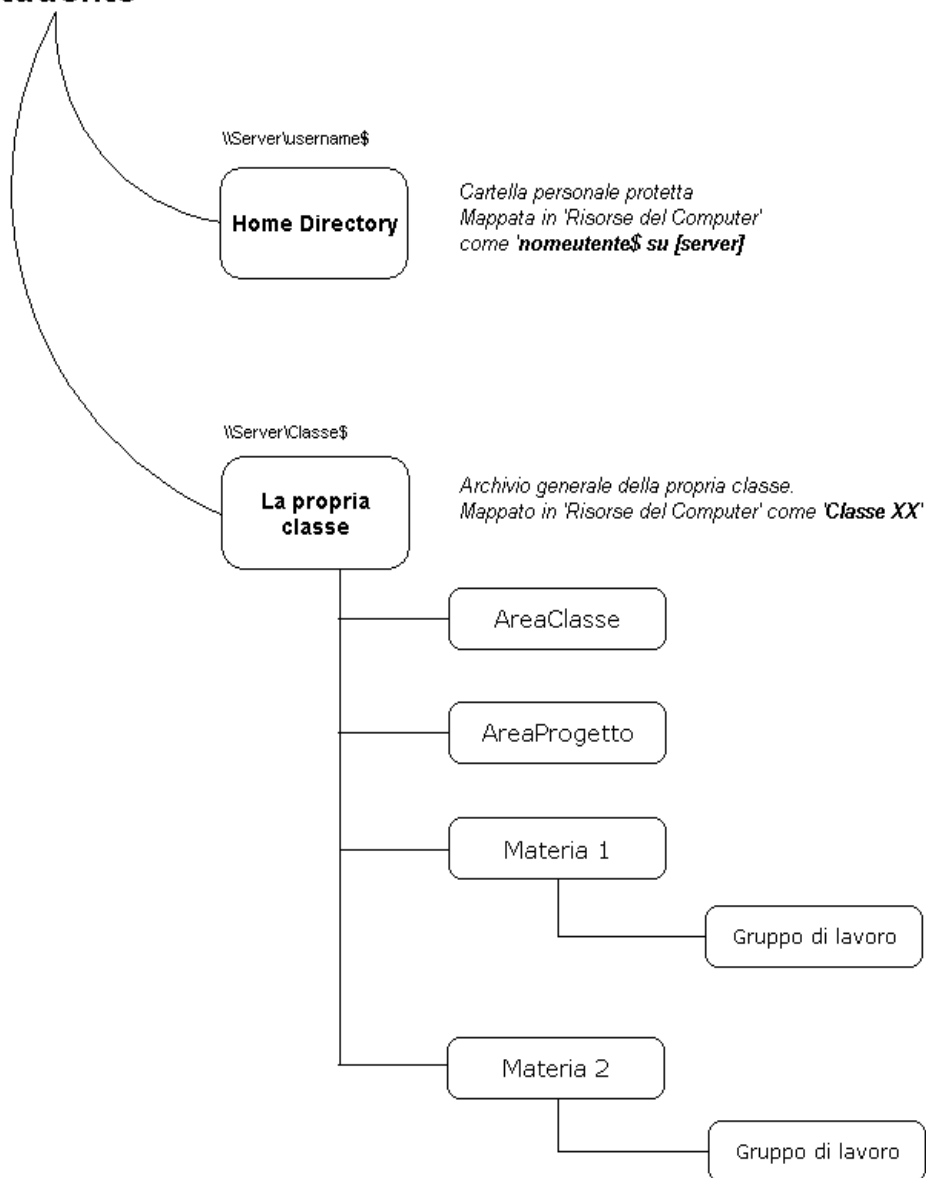 \\Server\username$
Home Directory
Cartella personale protetta
Mappata in 'Risorse del Computer'
come 'nomeutente$ su [server]
\\Server\Classe$
La propria
classe
Archivio generale della propria classe.
Mappato in 'Risorse del Computer' come 'Classe XX'
AreaClasse
AreaProgetto
Materia 1
Gruppo di lavoro
Materia 2
Gruppo di lavoro